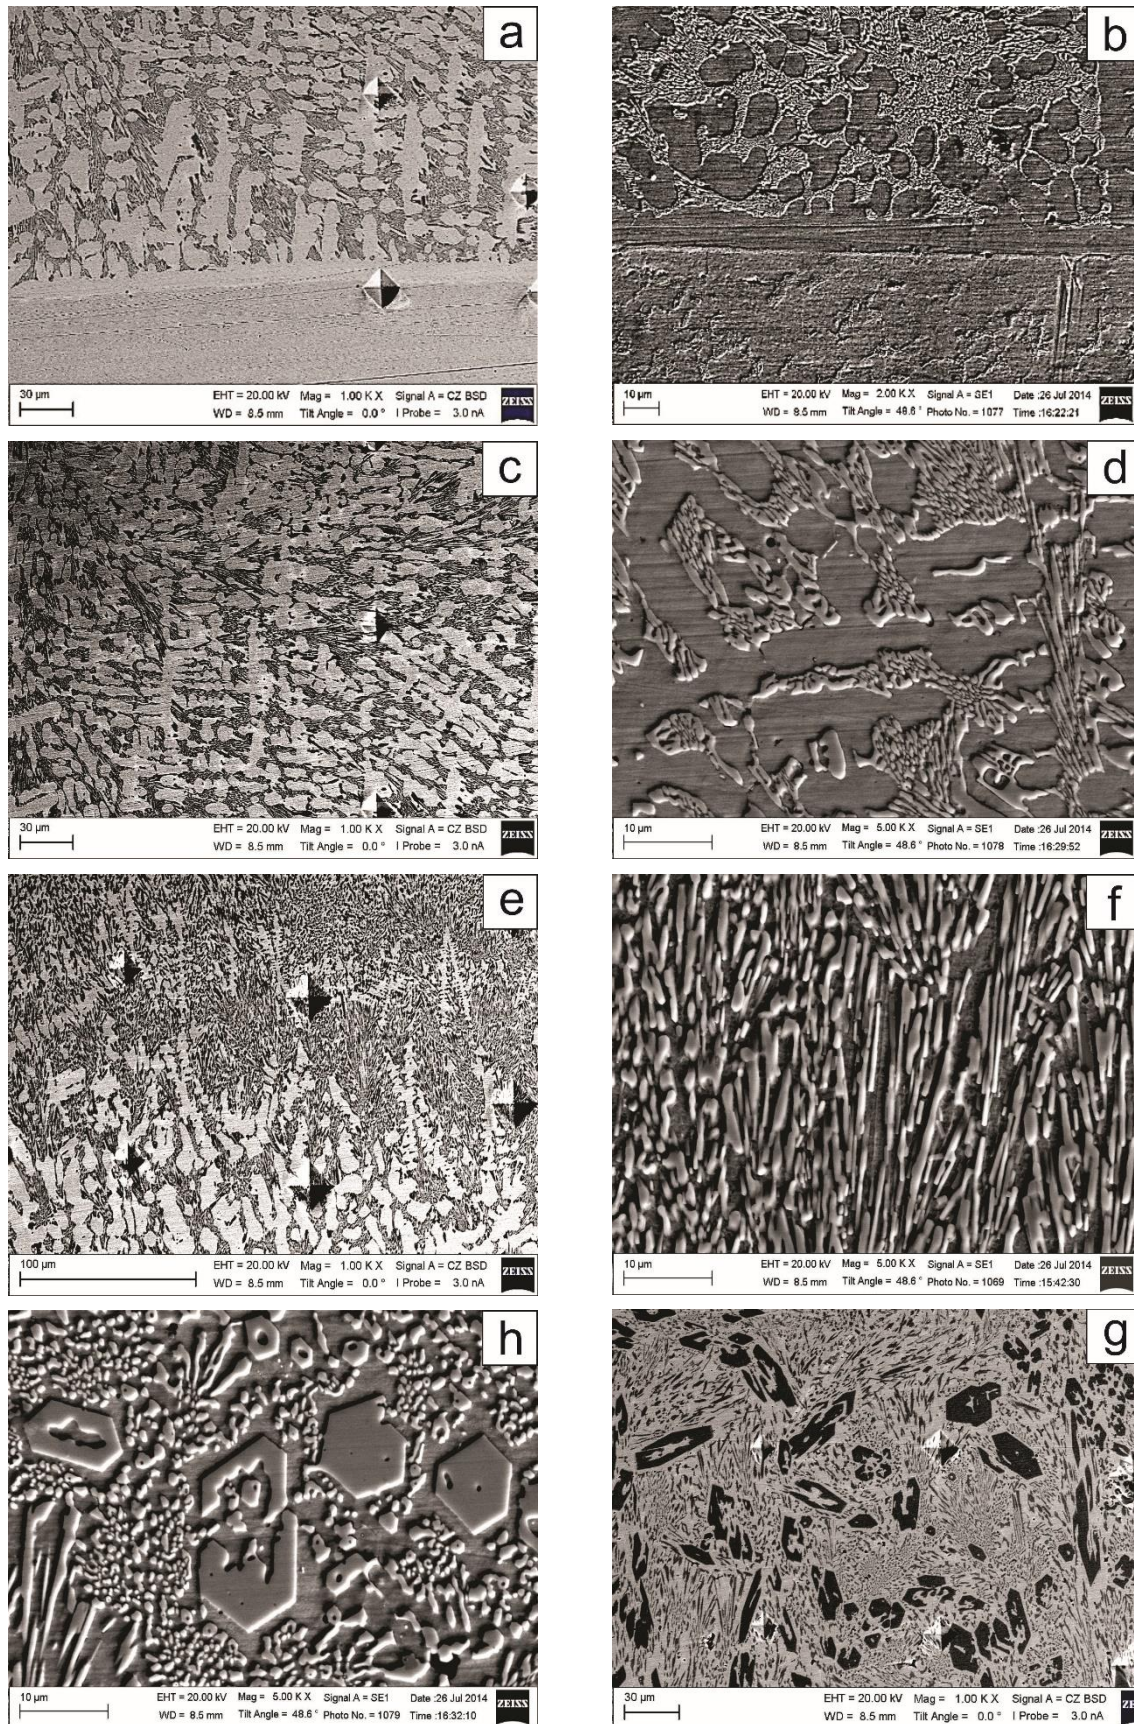 a
30 µm
EHT = 20.00 kV Mag = 1.00 K X Signal A = CZ BSD
WD = 8.5 mm Tilt Angle = 0.0 ° I Probe = 3.0 nA
ZEISS
b
10 µm
EHT = 20.00 kV Mag = 2.00 K X Signal A = SE1 Date :26 Jul 2014
WD = 8.5 mm Tilt Angle = 48.6 ° Photo No. = 1077 Time :16:22:21
ZEISS
c
30 µm
EHT = 20.00 kV Mag = 1.00 K X Signal A = CZ BSD
WD = 8.5 mm Tilt Angle = 0.0 ° I Probe = 3.0 nA
ZEISS
d
10 µm
EHT = 20.00 kV Mag = 5.00 K X Signal A = SE1 Date :26 Jul 2014
WD = 8.5 mm Tilt Angle = 48.6 ° Photo No. = 1078 Time :16:29:52
ZEISS
e
100 µm
EHT = 20.00 kV Mag = 1.00 K X Signal A = CZ BSD
WD = 8.5 mm Tilt Angle = 0.0 ° I Probe = 3.0 nA
ZEISS
f
10 µm
EHT = 20.00 kV Mag = 5.00 K X Signal A = SE1 Date :26 Jul 2014
WD = 8.5 mm Tilt Angle = 48.6 ° Photo No. = 1069 Time :15:42:30
ZEISS
h
10 µm
EHT = 20.00 kV Mag = 5.00 K X Signal A = SE1 Date :26 Jul 2014
WD = 8.5 mm Tilt Angle = 48.6 ° Photo No. = 1079 Time :16:32:10
ZEISS
g
30 µm
EHT = 20.00 kV Mag = 1.00 K X Signal A = CZ BSD
WD = 8.5 mm Tilt Angle = 0.0 ° I Probe = 3.0 nA